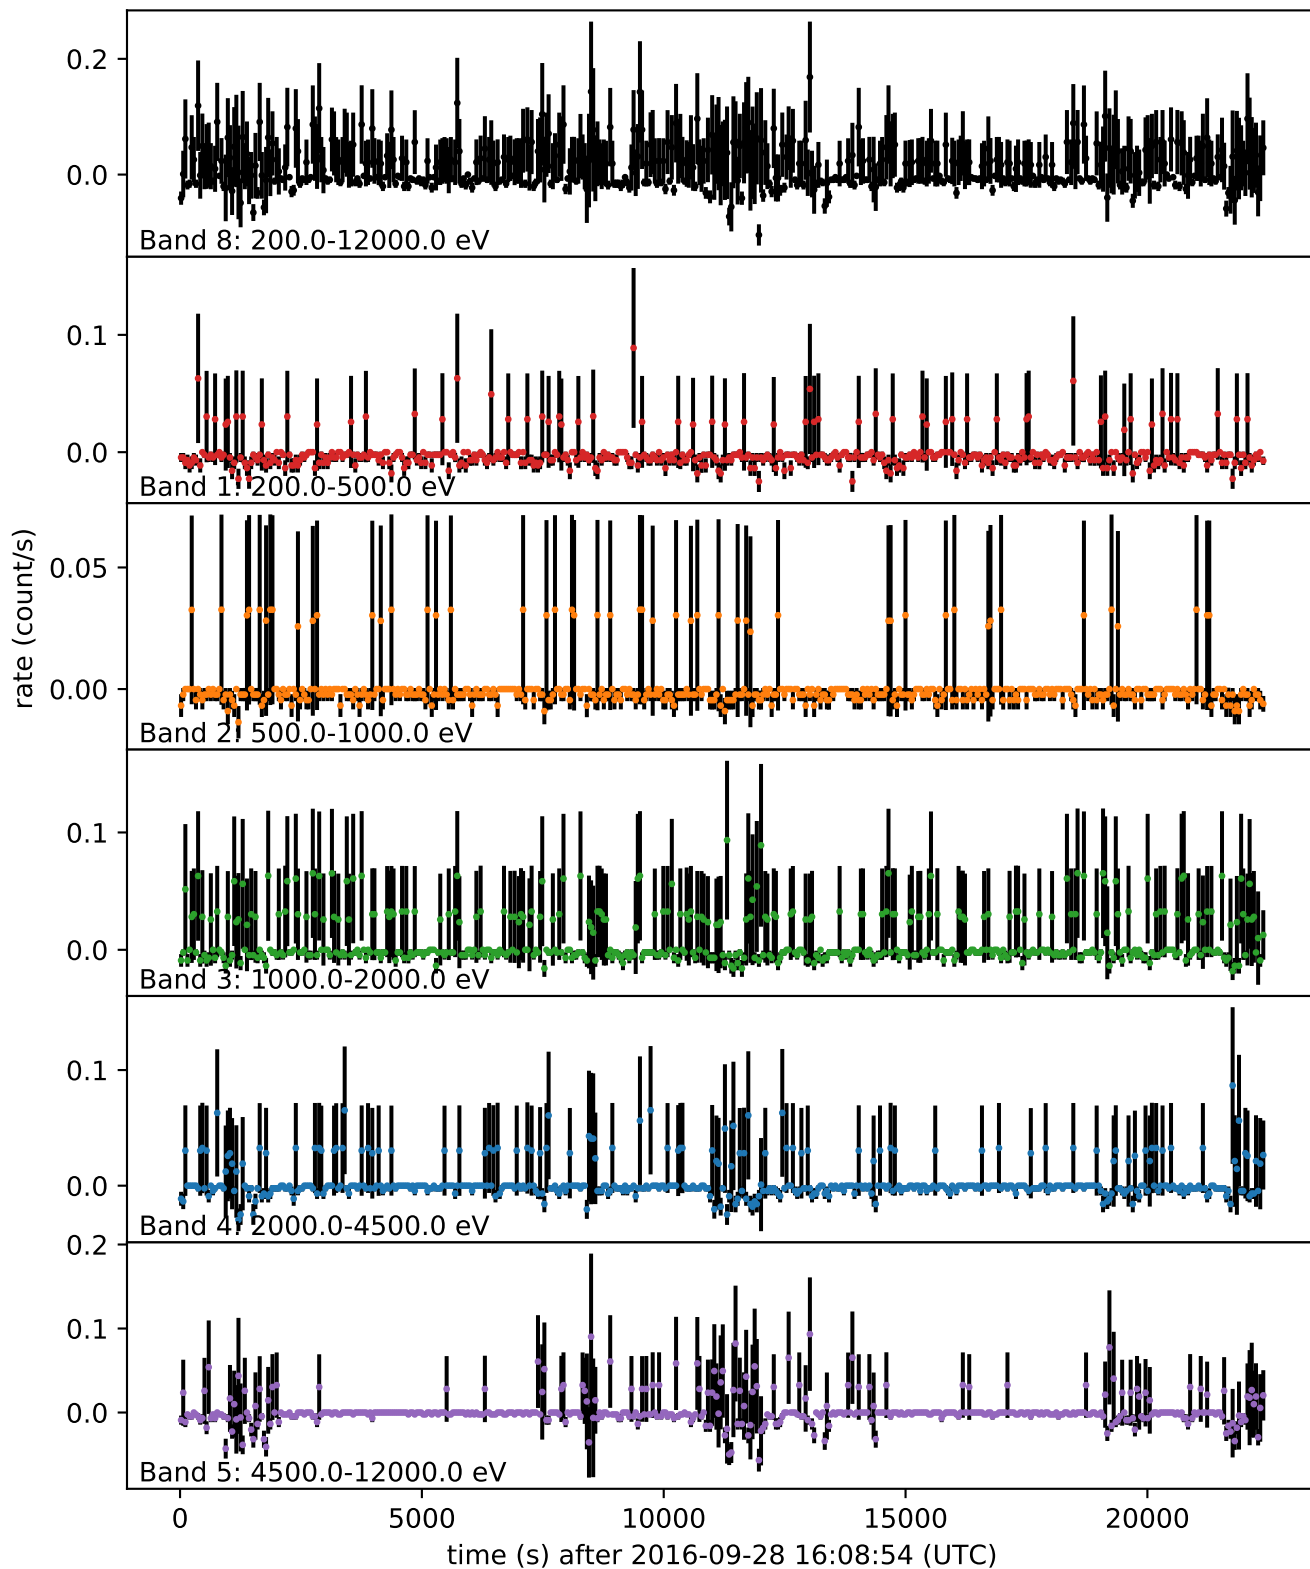 0.2
0.0
Band 8: 200.0-12000.0 eV
0.1
0.0
Band 1: 200.0-500.0 eV
rate (count/s)
0.05
0.00
Band 2: 500.0-1000.0 eV
0.1
0.0
Band 3: 1000.0-2000.0 eV
0.1
0.0
Band 4: 2000.0-4500.0 eV
0.2
0.1
0.0
Band 5: 4500.0-12000.0 eV
0 5000 10000 15000 20000
time (s) after 2016-09-28 16:08:54 (UTC)